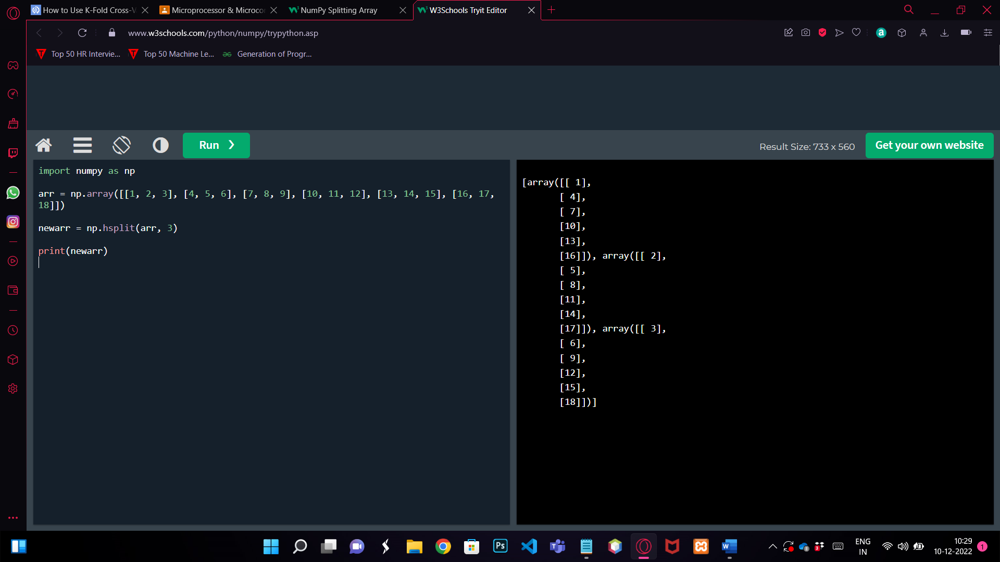 How to Use K-Fold Cross-V
Microprocessor & Microcor
NumPy Splitting Array
W3Schools Tryit Editor
www.w3schools.com/python/numpy/trypython.asp
Top 50 HR Intervie...
Top 50 Machine Le...
Generation of Progr...
Run ❯
Result Size: 733 x 560
Get your own website
import numpy as np
arr = np.array([[1, 2, 3], [4, 5, 6], [7, 8, 9], [10, 11, 12], [13, 14, 15], [16, 17,
18]])
newarr = np.hsplit(arr, 3)
print(newarr)
[array([[ 1],
[ 4],
[ 7],
[10],
[13],
[16]]), array([[ 2],
[ 5],
[ 8],
[11],
[14],
[17]]), array([[ 3],
[ 6],
[ 9],
[12],
[15],
[18]])]
ENG
IN
10:29
10-12-2022
1